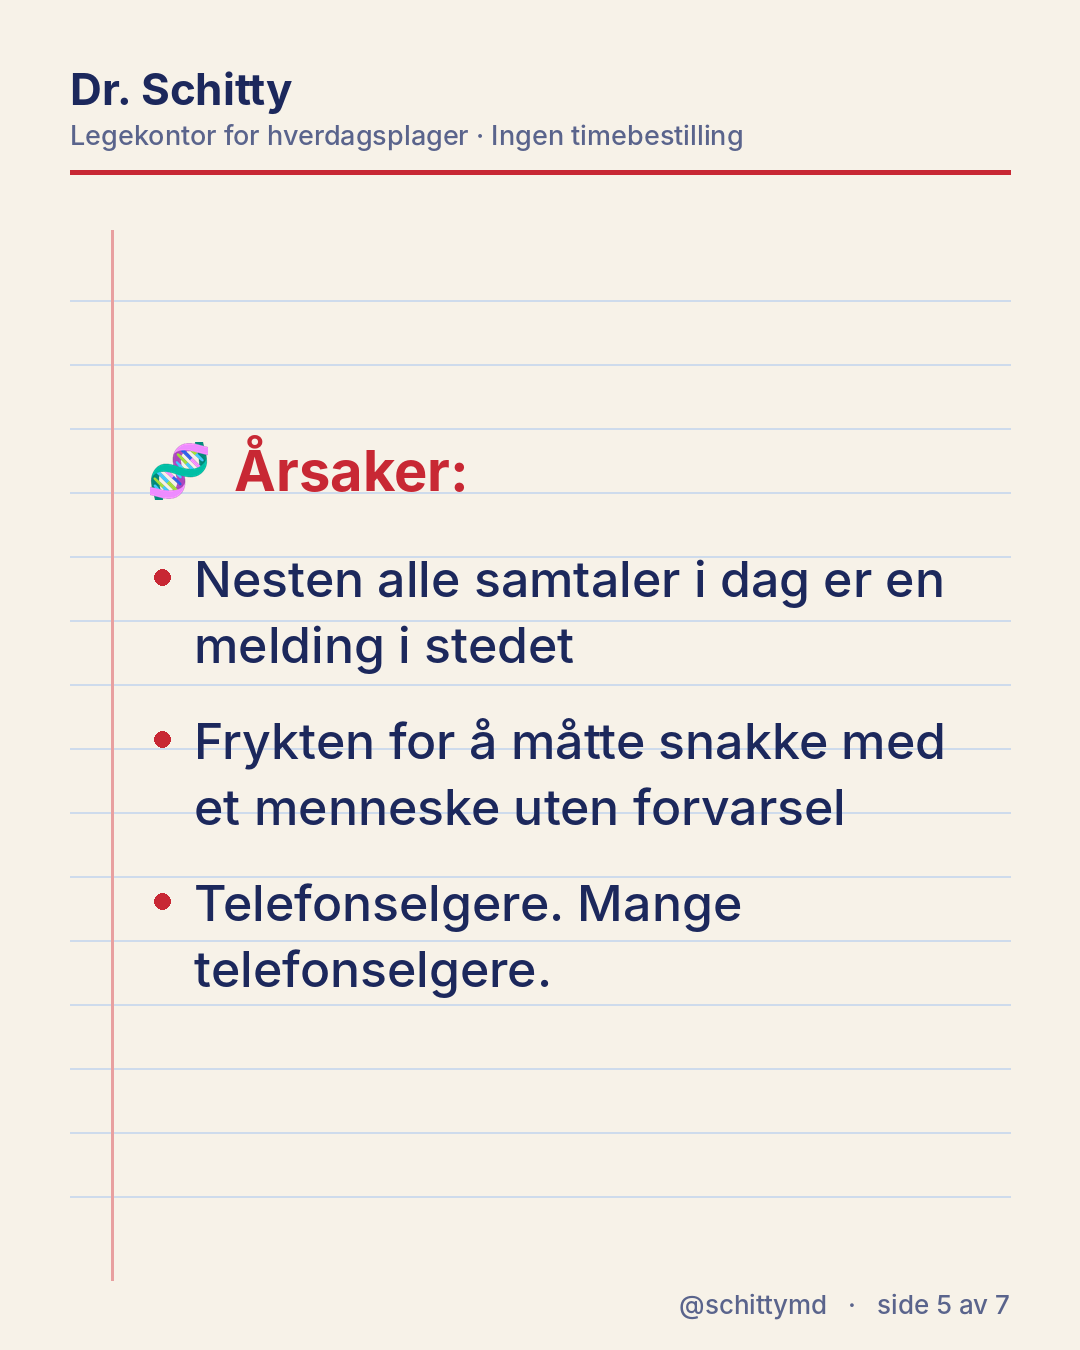 Dr. Schitty
Legekontor for hverdagsplager · Ingen timebestilling
🧬 Årsaker:
• Nesten alle samtaler i dag er en
melding i stedet
• Frykten for å måtte snakke med
et menneske uten forvarsel
• Telefonselgere. Mange
telefonselgere.
@schittymd · side 5 av 7